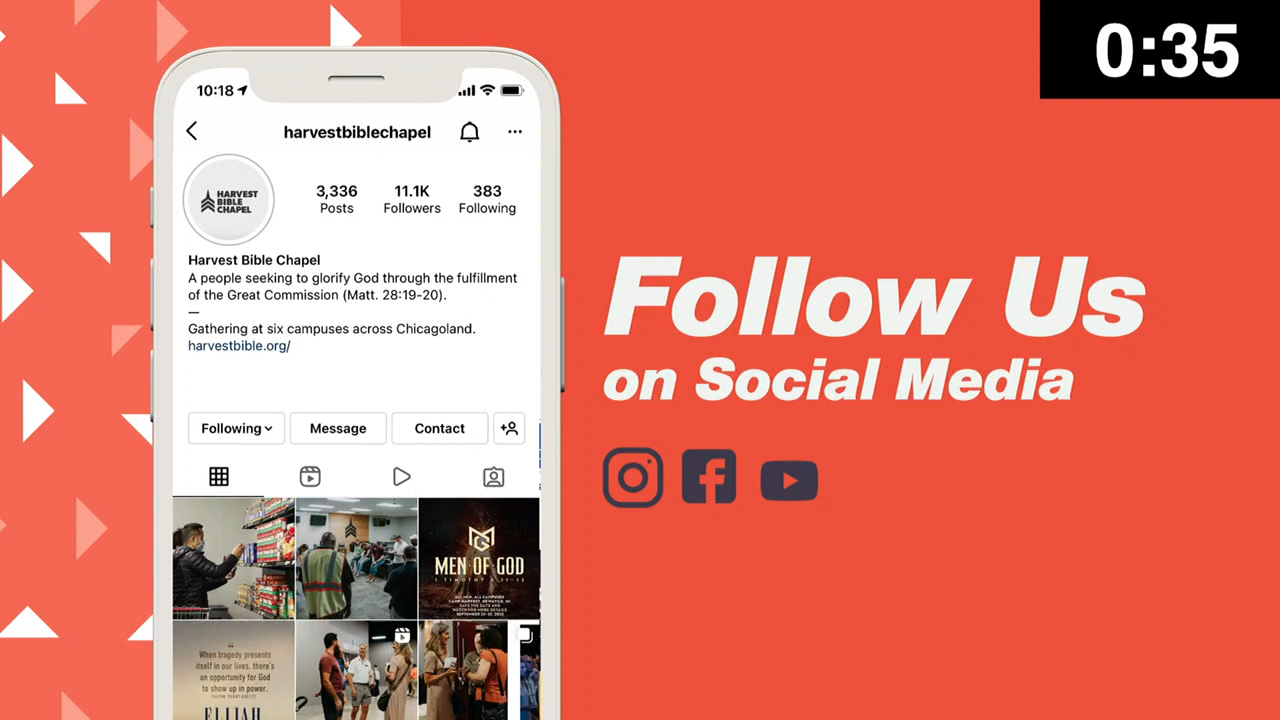 0:35
10:18
harvestbiblechapel
HARVEST
BIBLE
CHAPEL
3,336
Posts
11.1K
Followers
383
Following
Harvest Bible Chapel
A people seeking to glorify God through the fulfillment
of the Great Commission (Matt. 28:19-20).
—
Gathering at six campuses across Chicagoland.
harvestbible.org/
Following
Message
Contact
MEN OF GOD
When tragedy presents
itself in our lives, there's
an opportunity for God
to show up in power.
ELIJAH
Follow Us
on Social Media